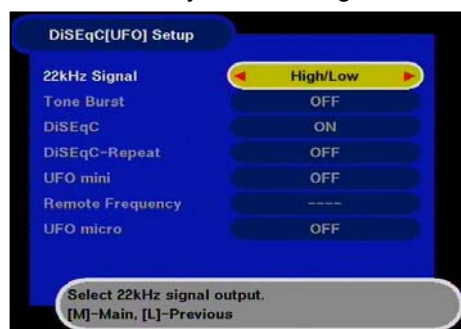 DiSEqC[UFO] Setup
22kHz Signal High/Low
Tone Burst OFF
DiSEqC ON
DiSEqC-Repeat OFF
UFO mini OFF
Remote Frequency ----
UFO micro OFF
Select 22kHz signal output.
[M]-Main, [L]-Previous